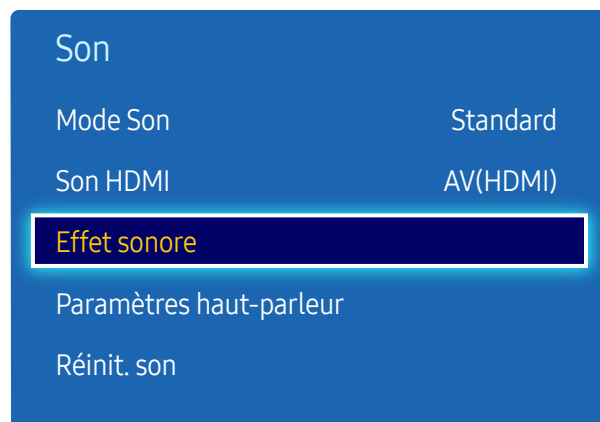 Son
Mode Son Standard
Son HDMI AV(HDMI)
Effet sonore
Paramètres haut-parleur
Réinit. son